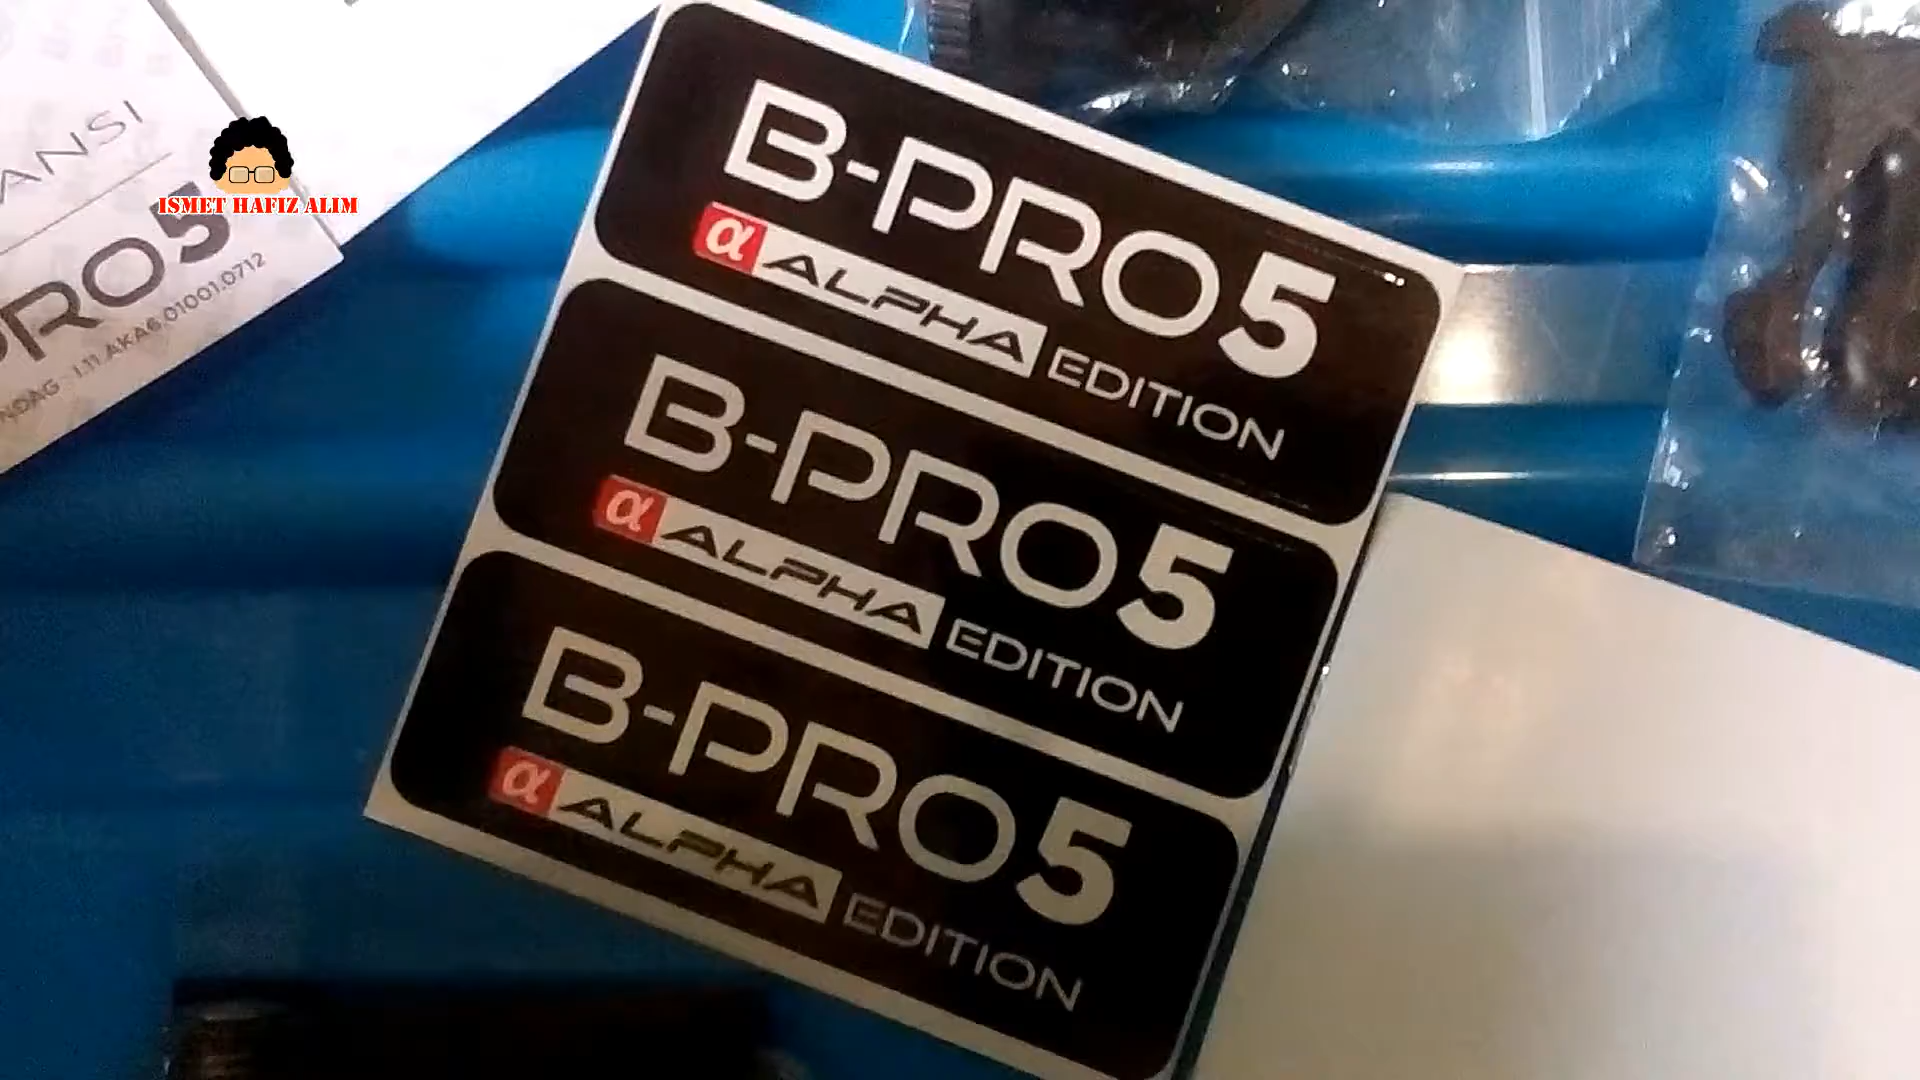 ANSI
ISMET HAFIZ ALIM
PRO5
NDAG : 1.11.AKA6.01001.0712
B-PRO5
α ALPHA EDITION
B-PRO5
α ALPHA EDITION
B-PRO5
α ALPHA EDITION